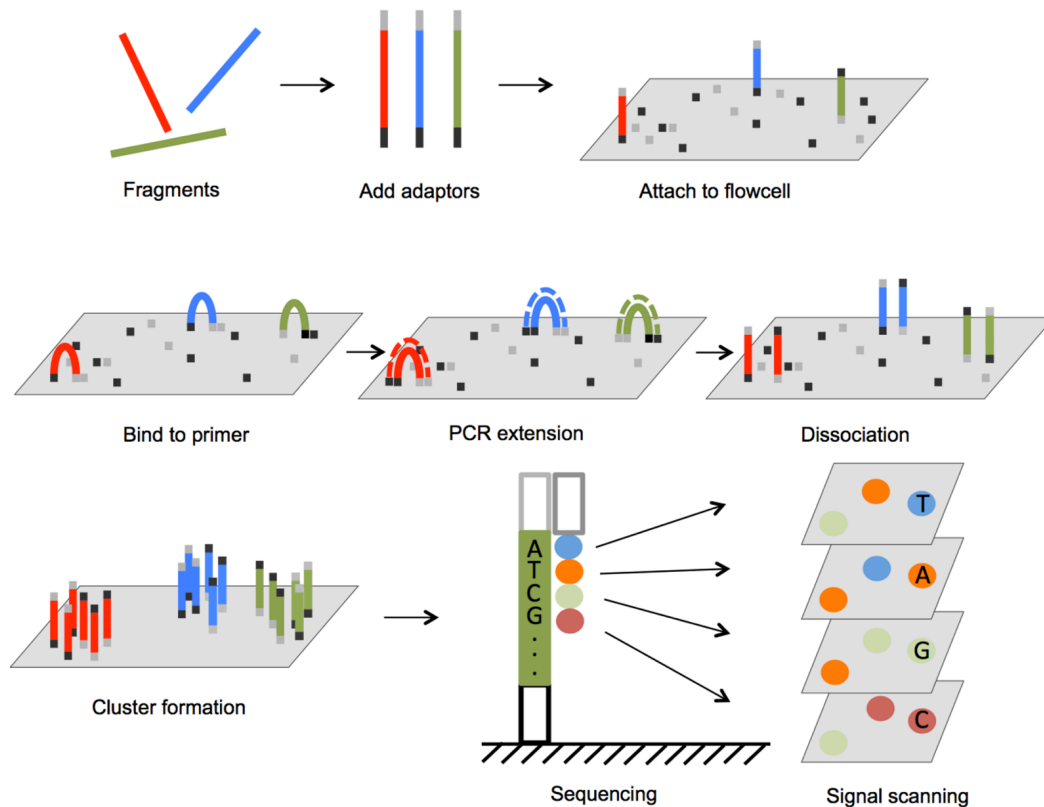 Fragments
Add adaptors
Attach to flowcell
Bind to primer
PCR extension
Dissociation
Cluster formation
A
T
C
G
.
.
.
Sequencing
T
A
G
C
Signal scanning